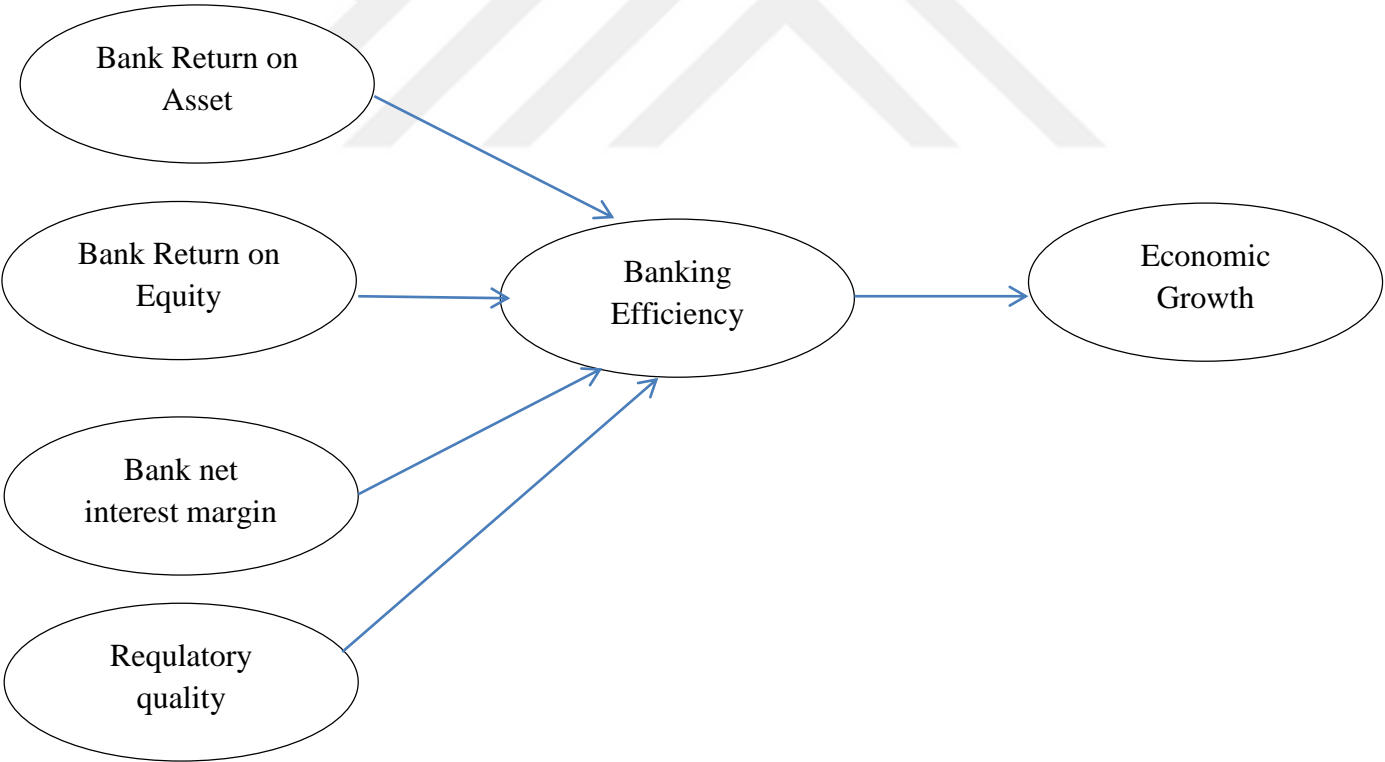 Bank Return on
Asset
Bank Return on
Equity
Banking
Efficiency
Economic
Growth
Bank net
interest margin
Requlatory
quality